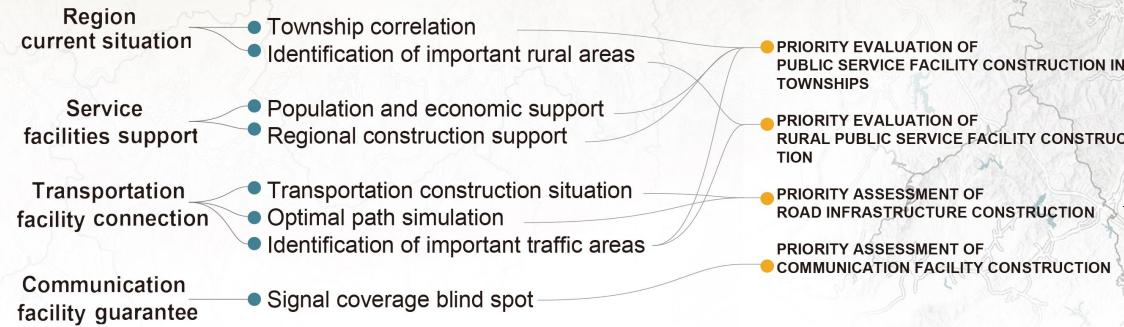 Region
current situation
Township correlation
Identification of important rural areas
Service
facilities support
Population and economic support
Regional construction support
Transportation
facility connection
Transportation construction situation
Optimal path simulation
Identification of important traffic areas
Communication
facility guarantee
Signal coverage blind spot
PRIORITY EVALUATION OF
PUBLIC SERVICE FACILITY CONSTRUCTION IN
TOWNSHIPS
PRIORITY EVALUATION OF
RURAL PUBLIC SERVICE FACILITY CONSTRUC
TION
PRIORITY ASSESSMENT OF
ROAD INFRASTRUCTURE CONSTRUCTION
PRIORITY ASSESSMENT OF
COMMUNICATION FACILITY CONSTRUCTION